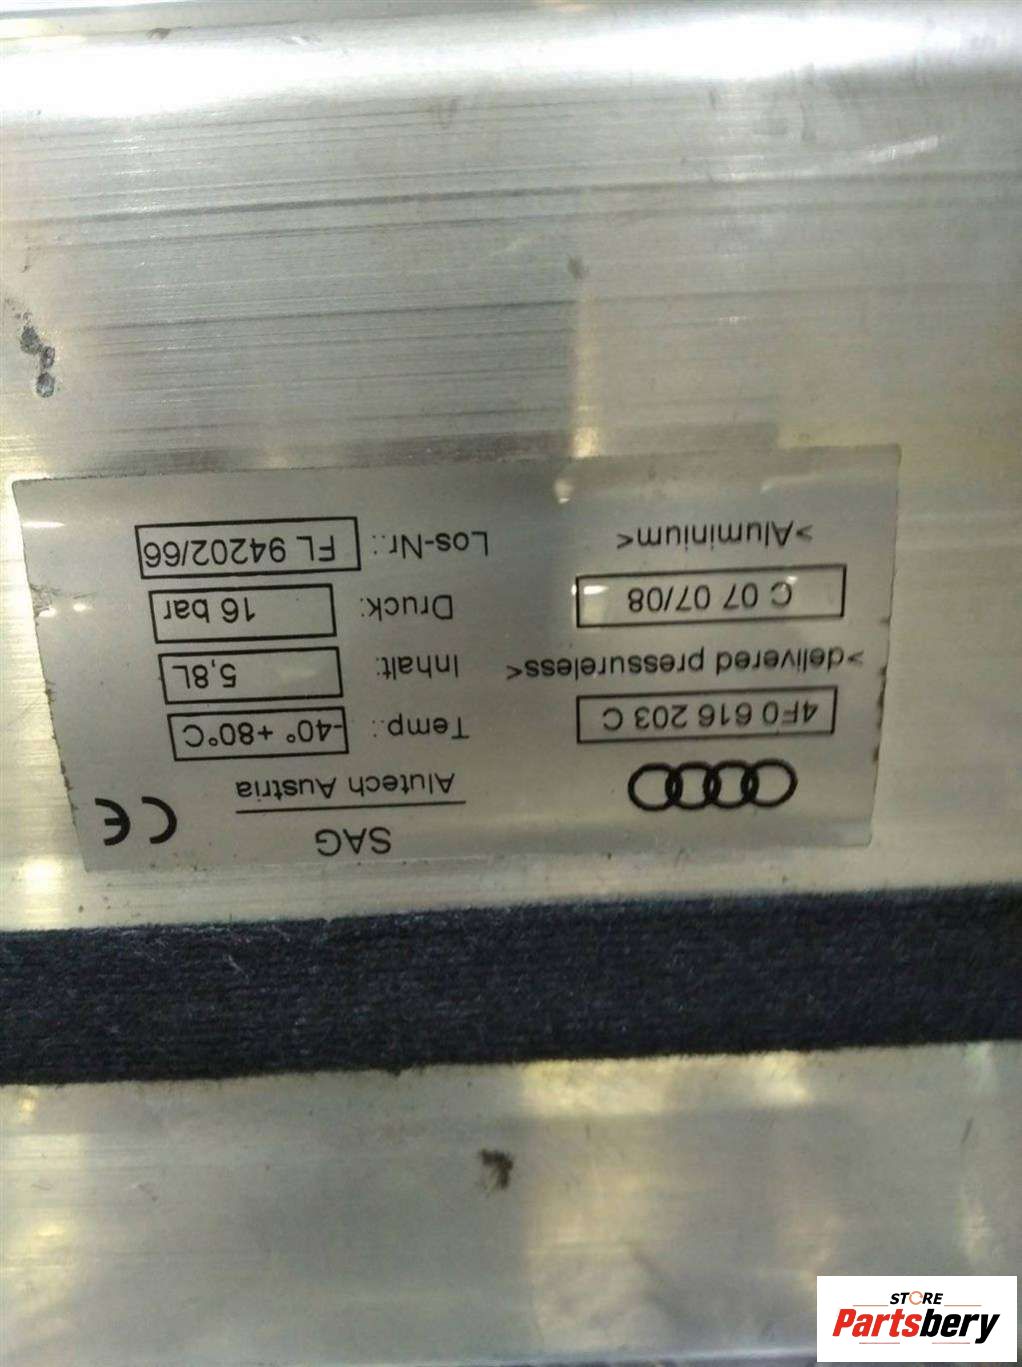 SAG
Alutech Austria
CE
4F0 616 203 C
>delivered pressureless<
C 07 07/08
>Aluminium<
Temp.: -40° +80°C
Inhalt: 5,8L
Druck: 16 bar
Los-Nr.: FL 94202/66
STORE
Partsbery